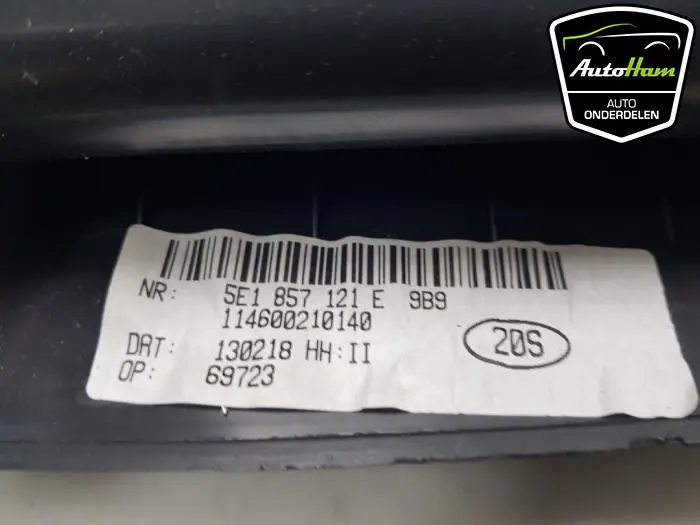 AutoHam
AUTO
ONDERDELEN
NR: 5E1 857 121 E 9B9
114600210140
DAT: 130218 HH:II
OP: 69723
20S